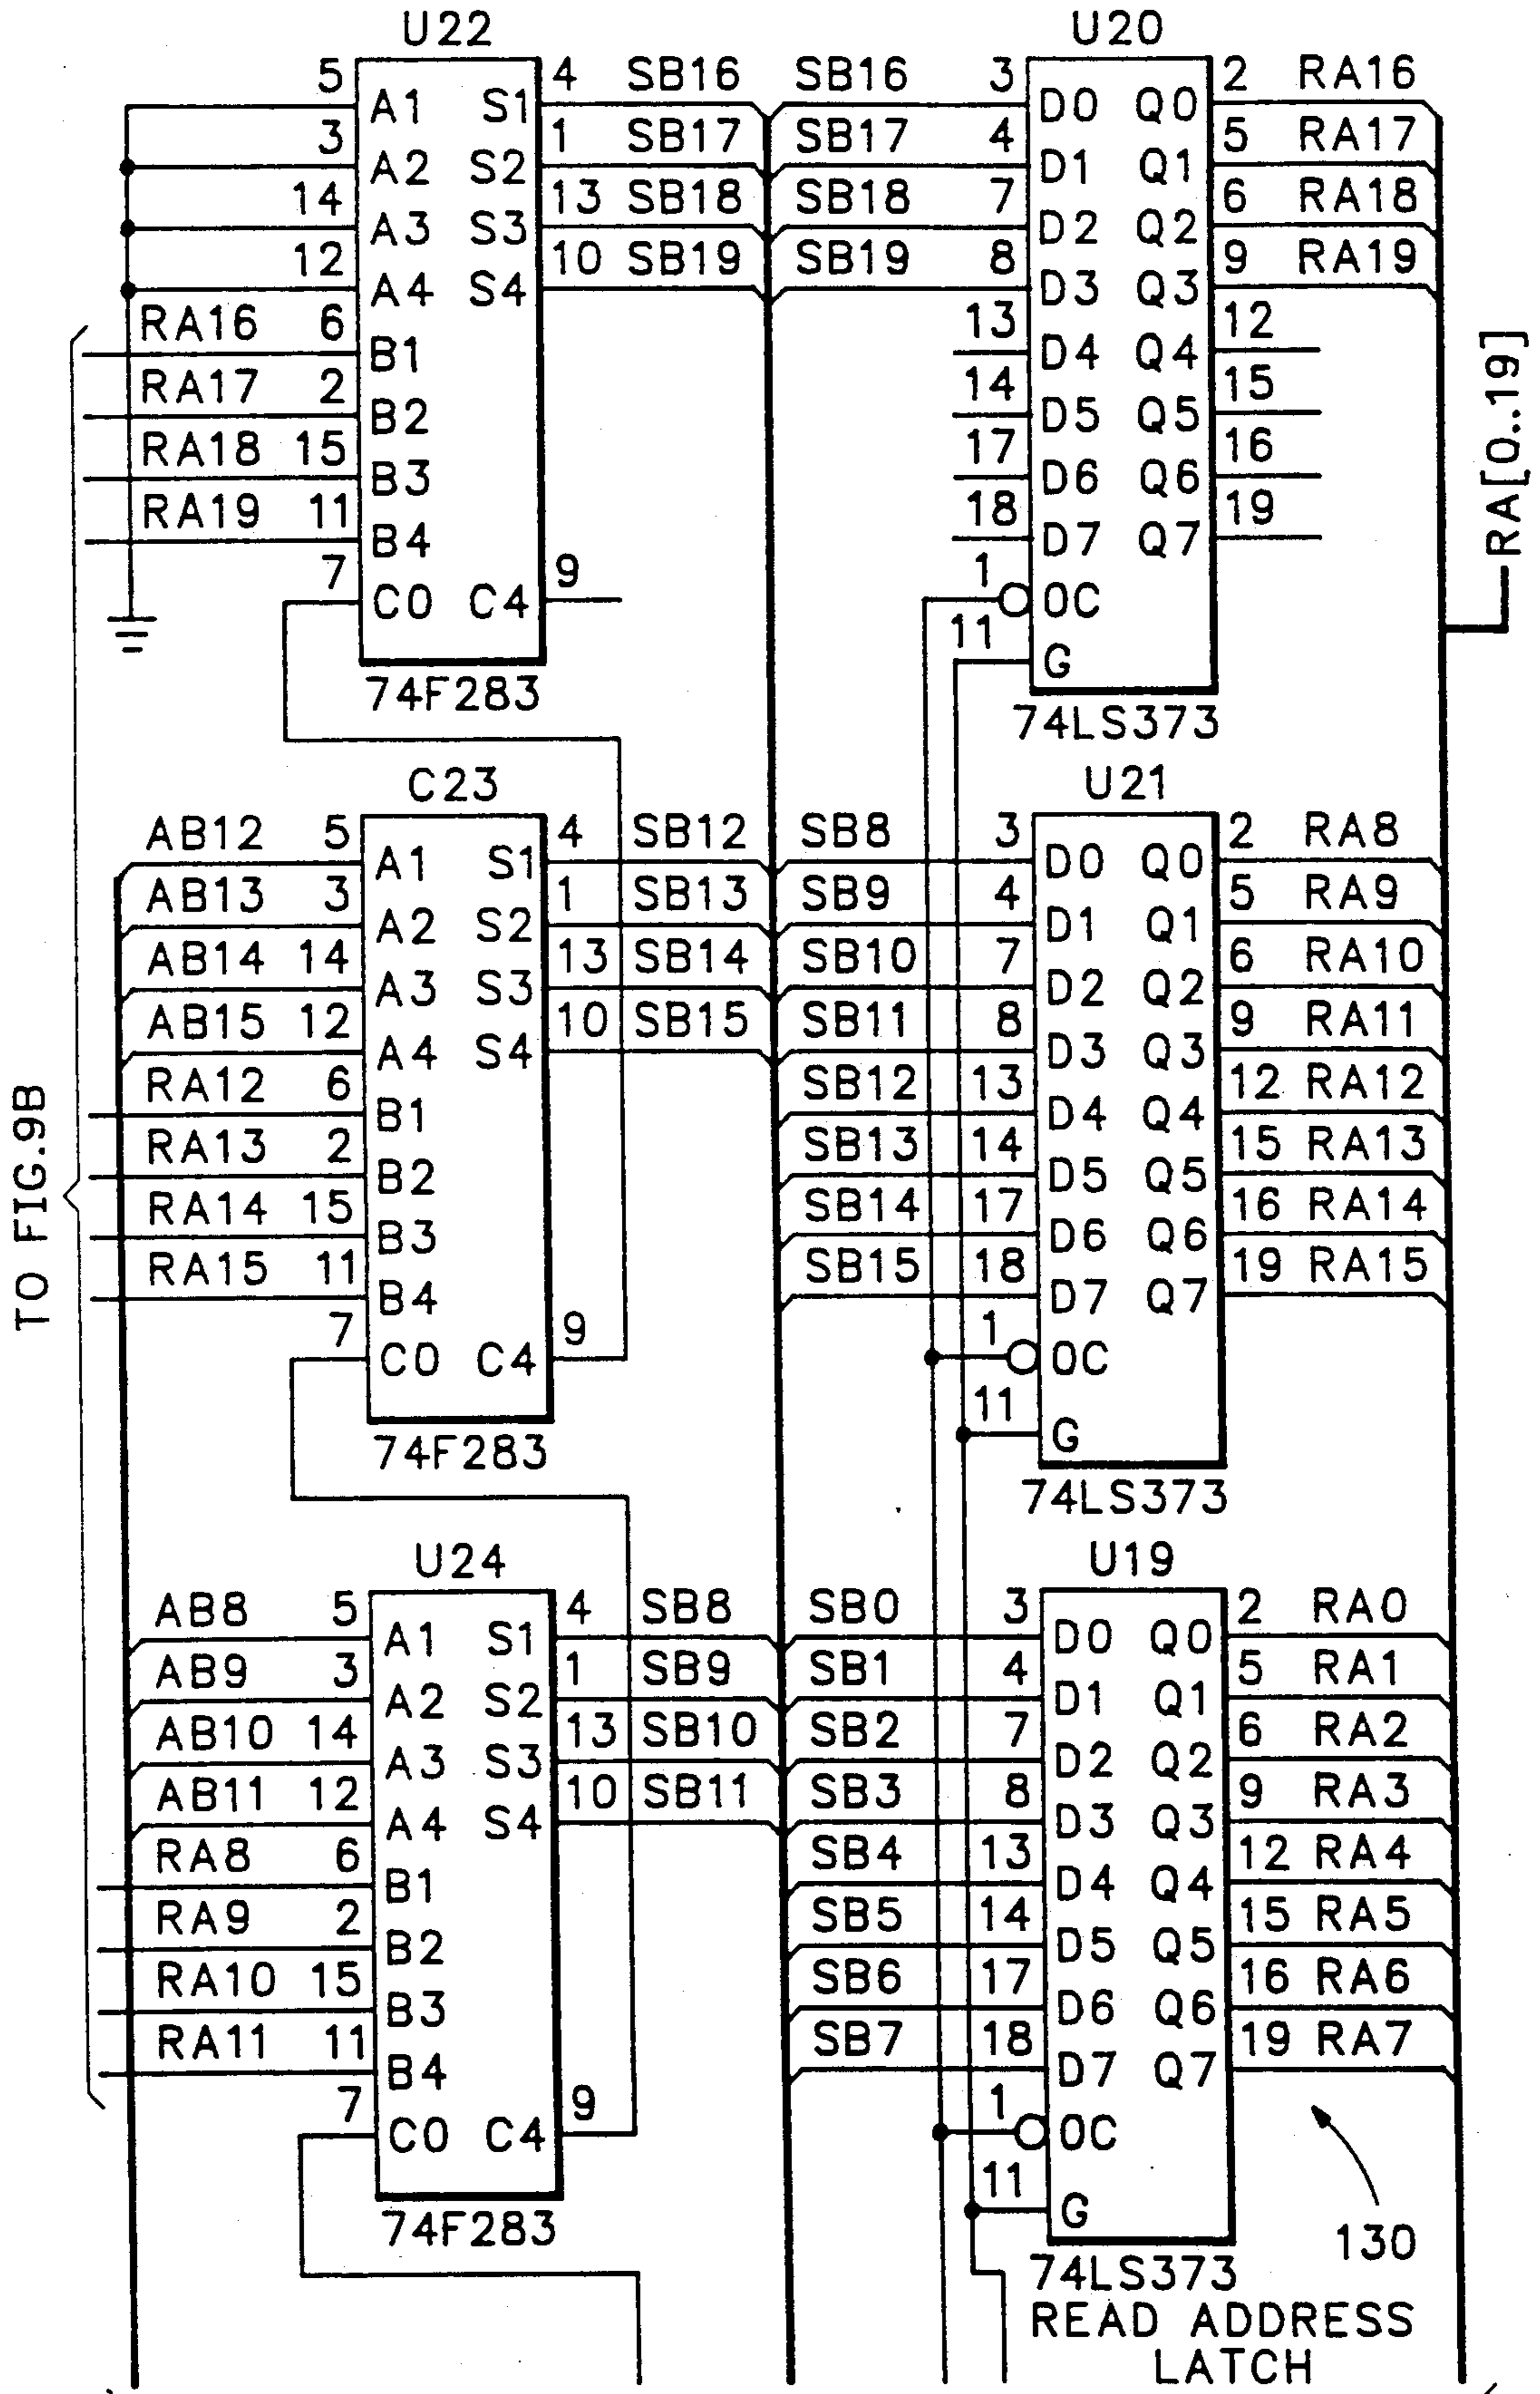 U22
5 A1 S1 4 SB16
3 A2 S2 1 SB17
14 A3 S3 13 SB18
12 A4 S4 10 SB19
RA16 6 B1
RA17 2 B2
RA18 15 B3
RA19 11 B4
7 C0 C4 9
74F283
U20
SB16 3 D0 Q0 2 RA16
SB17 4 D1 Q1 5 RA17
SB18 7 D2 Q2 6 RA18
SB19 8 D3 Q3 9 RA19
13 D4 Q4 12
14 D5 Q5 15
17 D6 Q6 16
18 D7 Q7 19
1 OC
11 G
74LS373
RA[0..19]
C23
AB12 5 A1 S1 4 SB12
AB13 3 A2 S2 1 SB13
AB14 14 A3 S3 13 SB14
AB15 12 A4 S4 10 SB15
RA12 6 B1
RA13 2 B2
RA14 15 B3
RA15 11 B4
7 C0 C4 9
74F283
U21
SB8 3 D0 Q0 2 RA8
SB9 4 D1 Q1 5 RA9
SB10 7 D2 Q2 6 RA10
SB11 8 D3 Q3 9 RA11
SB12 13 D4 Q4 12 RA12
SB13 14 D5 Q5 15 RA13
SB14 17 D6 Q6 16 RA14
SB15 18 D7 Q7 19 RA15
1 OC
11 G
74LS373
TO FIG.9B
U24
AB8 5 A1 S1 4 SB8
AB9 3 A2 S2 1 SB9
AB10 14 A3 S3 13 SB10
AB11 12 A4 S4 10 SB11
RA8 6 B1
RA9 2 B2
RA10 15 B3
RA11 11 B4
7 C0 C4 9
74F283
U19
SB0 3 D0 Q0 2 RA0
SB1 4 D1 Q1 5 RA1
SB2 7 D2 Q2 6 RA2
SB3 8 D3 Q3 9 RA3
SB4 13 D4 Q4 12 RA4
SB5 14 D5 Q5 15 RA5
SB6 17 D6 Q6 16 RA6
SB7 18 D7 Q7 19 RA7
1 OC
11 G
130
74LS373
READ ADDRESS
LATCH